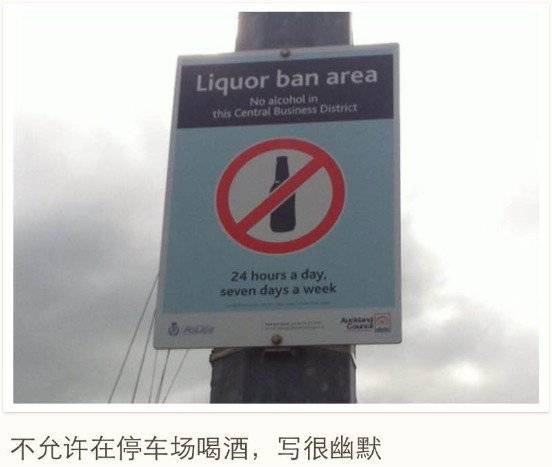 Liquor ban area
No alcohol in
this Central Business District
24 hours a day,
seven days a week
Police
Auckland
Council
不允许在停车场喝酒，写很幽默